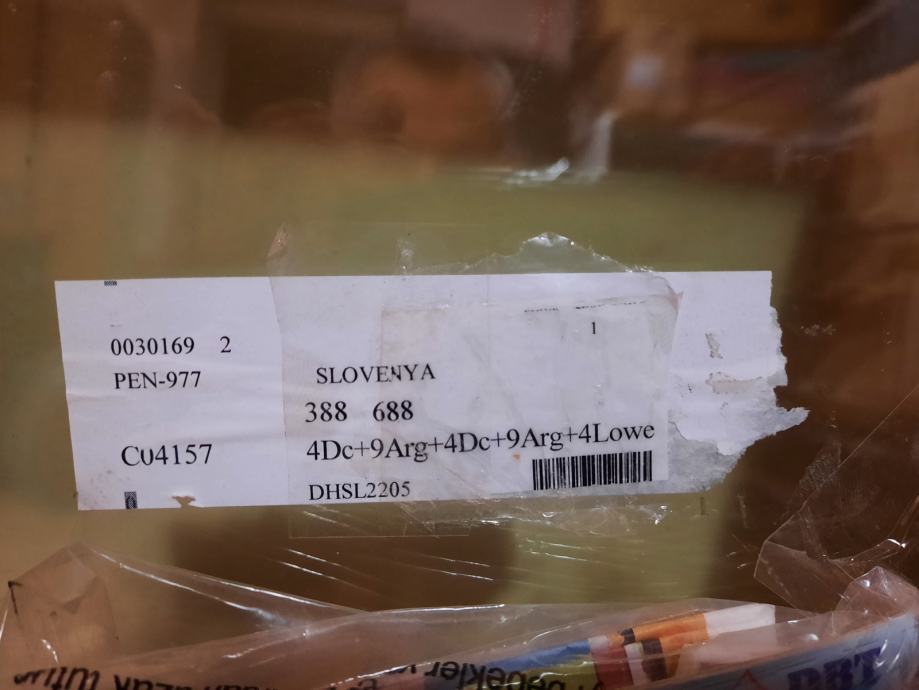 1
0030169 2
PEN-977
SLOVENYA
388 688
4Dc+9Arg+4Dc+9Arg+4Lowe
C04157
DHSL2205